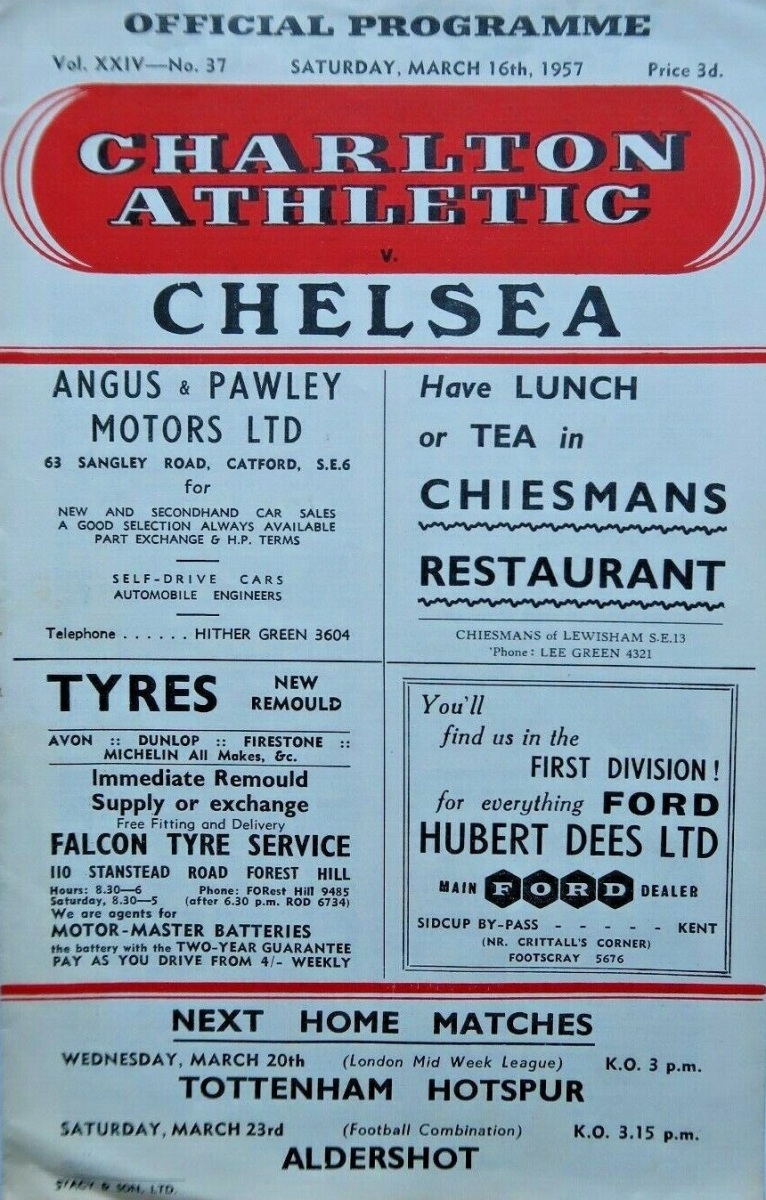 OFFICIAL PROGRAMME
Vol. XXIV—No. 37 SATURDAY, MARCH 16th, 1957 Price 3d.
CHARLTON
ATHLETIC
v.
CHELSEA
ANGUS & PAWLEY
MOTORS LTD
63 SANGLEY ROAD, CATFORD, S.E.6
for
NEW AND SECONDHAND CAR SALES
A GOOD SELECTION ALWAYS AVAILABLE
PART EXCHANGE & H.P. TERMS
SELF-DRIVE CARS
AUTOMOBILE ENGINEERS
Telephone . . . . . . HITHER GREEN 3604
Have LUNCH
or TEA in
CHIESMANS
RESTAURANT
CHIESMANS of LEWISHAM S.E.13
'Phone: LEE GREEN 4321
TYRES NEW
REMOULD
AVON :: DUNLOP :: FIRESTONE ::
MICHELIN All Makes, &c.
Immediate Remould
Supply or exchange
Free Fitting and Delivery
FALCON TYRE SERVICE
110 STANSTEAD ROAD FOREST HILL
Hours: 8.30—6 Phone: FORest Hill 9485
Saturday, 8.30—5 (after 6.30 p.m. ROD 6734)
We are agents for
MOTOR-MASTER BATTERIES
the battery with the TWO-YEAR GUARANTEE
PAY AS YOU DRIVE FROM 4/- WEEKLY
You'll
find us in the
FIRST DIVISION!
for everything FORD
HUBERT DEES LTD
MAIN FORD DEALER
SIDCUP BY-PASS - - - - - KENT
(NR. CRITTALL'S CORNER)
FOOTSCRAY 5676
NEXT HOME MATCHES
WEDNESDAY, MARCH 20th (London Mid Week League) K.O. 3 p.m.
TOTTENHAM HOTSPUR
SATURDAY, MARCH 23rd (Football Combination) K.O. 3.15 p.m.
ALDERSHOT
STACY & SON, LTD.